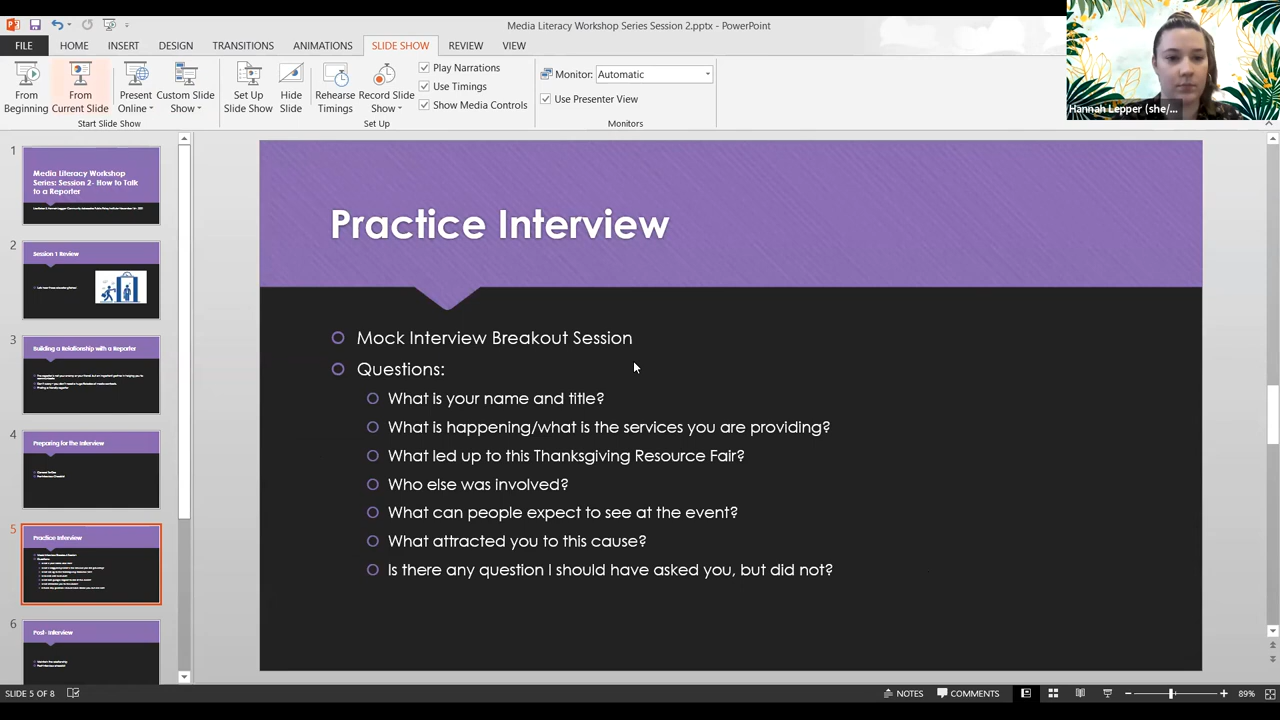 Media Literacy Workshop Series Session 2.pptx - PowerPoint
FILE HOME INSERT DESIGN TRANSITIONS ANIMATIONS SLIDE SHOW REVIEW VIEW
From Beginning
From Current Slide
Present Online
Custom Slide Show
Set Up Slide Show
Hide Slide
Rehearse Timings
Record Slide Show
Play Narrations
Use Timings
Show Media Controls
Monitor: Automatic
Use Presenter View
Start Slide Show
Set Up
Monitors
Hannah Lepper (she/...
1
Media Literacy Workshop
Series: Session 2- How to Talk
to a Reporter
2
Session 1 Review
3
Building a Relationship with a Reporter
4
Preparing for the Interview
5
Practice Interview
6
Post- Interview
Practice Interview
Mock Interview Breakout Session
Questions:
What is your name and title?
What is happening/what is the services you are providing?
What led up to this Thanksgiving Resource Fair?
Who else was involved?
What can people expect to see at the event?
What attracted you to this cause?
Is there any question I should have asked you, but did not?
SLIDE 5 OF 8
NOTES
COMMENTS
89%